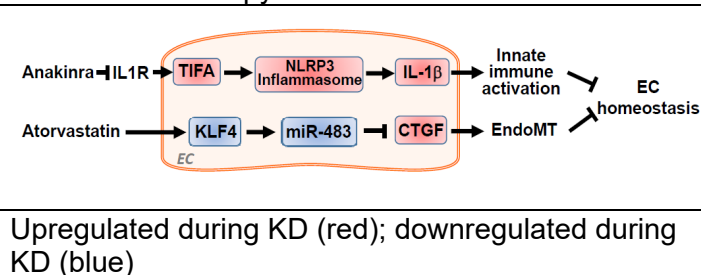 Anakinra IL1R TIFA NLRP3 Inflammasome IL-1β Innate immune activation
Atorvastatin KLF4 miR-483 CTGF EndoMT
EC homeostasis
EC
Upregulated during KD (red); downregulated during
KD (blue)